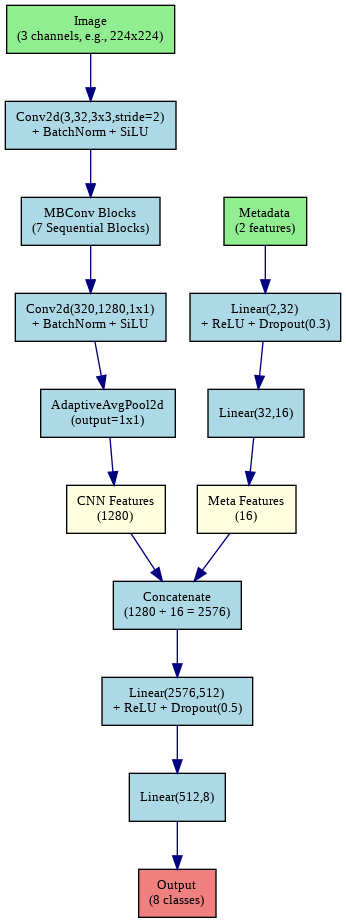 Image
(3 channels, e.g., 224x224)
Conv2d(3,32,3x3,stride=2)
+ BatchNorm + SiLU
MBConv Blocks
(7 Sequential Blocks)
Metadata
(2 features)
Conv2d(320,1280,1x1)
+ BatchNorm + SiLU
Linear(2,32)
+ ReLU + Dropout(0.3)
AdaptiveAvgPool2d
(output=1x1)
Linear(32,16)
CNN Features
(1280)
Meta Features
(16)
Concatenate
(1280 + 16 = 2576)
Linear(2576,512)
+ ReLU + Dropout(0.5)
Linear(512,8)
Output
(8 classes)